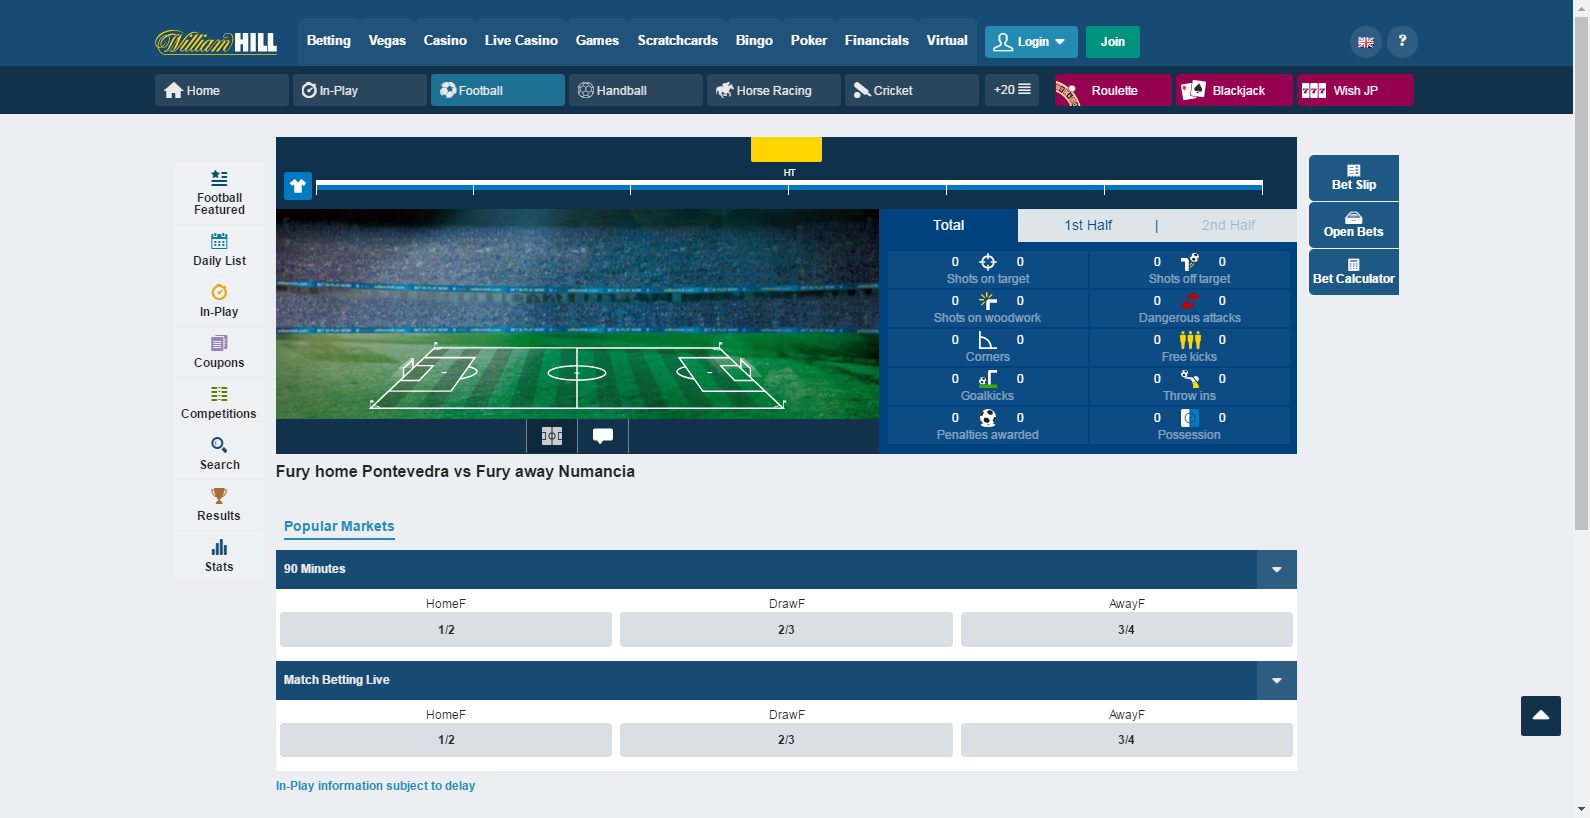 William HILL
Betting Vegas Casino Live Casino Games Scratchcards Bingo Poker Financials Virtual Login Join ?
Home In-Play Football Handball Horse Racing Cricket +20 Roulette 777 Blackjack Wish JP
Football
Featured
Daily List
In-Play
Coupons
Competitions
Search
Results
Stats
HT
Total 1st Half | 2nd Half
0 0 0 0
Shots on target Shots off target
0 0 0 0
Shots on woodwork Dangerous attacks
0 0 0 0
Corners Free kicks
0 0 0 0
Goalkicks Throw ins
0 0 0 0
Penalties awarded Possession
Bet Slip
Open Bets
Bet Calculator
Fury home Pontevedra vs Fury away Numancia
Popular Markets
90 Minutes
HomeF DrawF AwayF
1/2 2/3 3/4
Match Betting Live
HomeF DrawF AwayF
1/2 2/3 3/4
In-Play information subject to delay